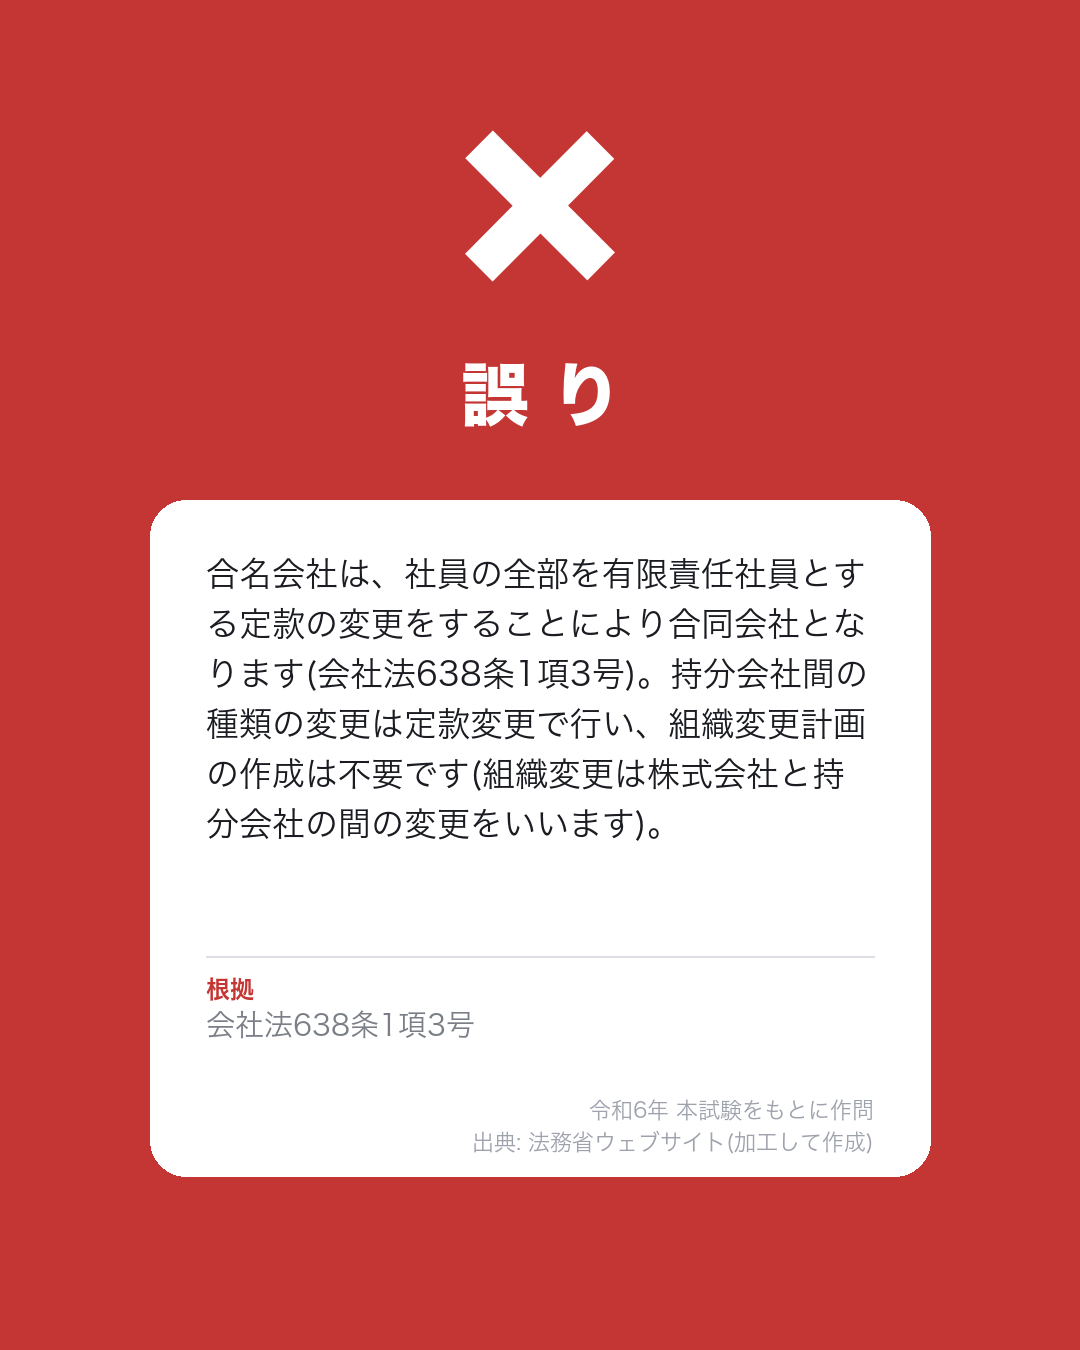 誤り
合名会社は、社員の全部を有限責任社員とす
る定款の変更をすることにより合同会社とな
ります(会社法638条1項3号)。持分会社間の
種類の変更は定款変更で行い、組織変更計画
の作成は不要です(組織変更は株式会社と持
分会社の間の変更をいいます)。
根拠
会社法638条1項3号
令和6年 本試験をもとに作問
出典: 法務省ウェブサイト(加工して作成)